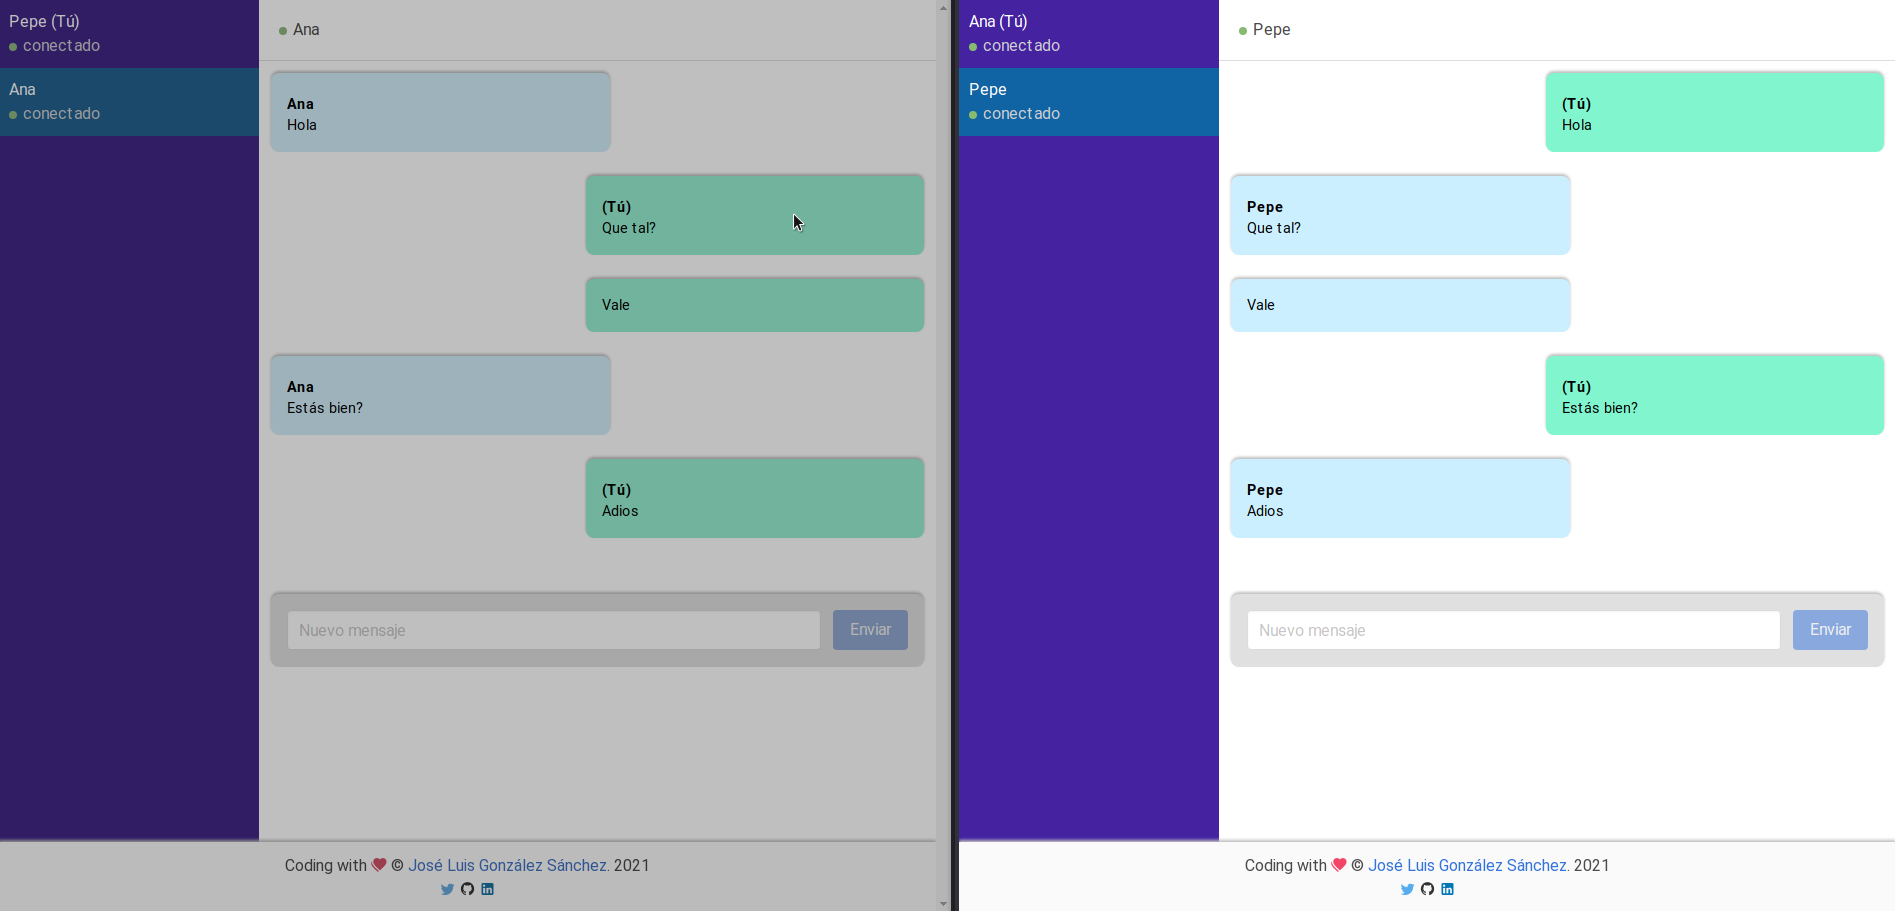 Pepe (Tú)
conectado
Ana
conectado
Ana
Ana
Hola
(Tú)
Que tal?
Vale
Ana
Estás bien?
(Tú)
Adios
Nuevo mensaje
Enviar
Coding with © José Luis González Sánchez. 2021
Ana (Tú)
conectado
Pepe
conectado
Pepe
(Tú)
Hola
Pepe
Que tal?
Vale
(Tú)
Estás bien?
Pepe
Adios
Nuevo mensaje
Enviar
Coding with © José Luis González Sánchez. 2021